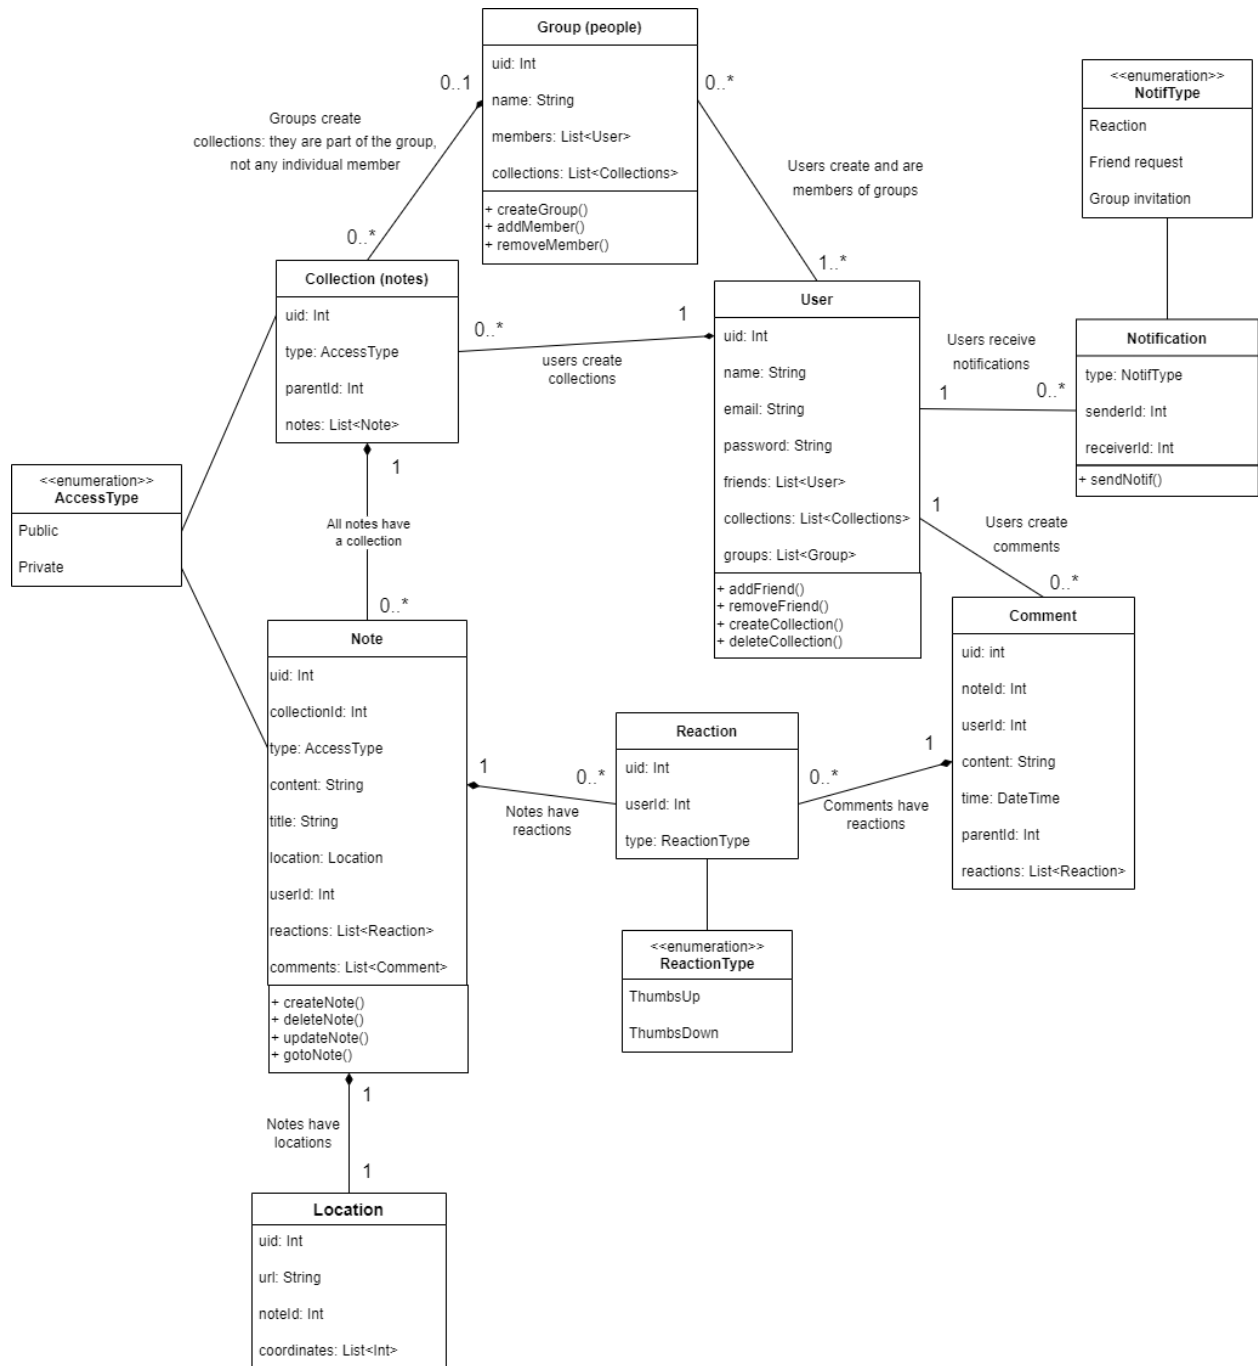 Group (people)
uid: Int
name: String
members: List<User>
collections: List<Collections>
+ createGroup()
+ addMember()
+ removeMember()
0..1
0..*
Groups create
collections: they are part of the group,
not any individual member
0..*
Users create and are
members of groups
1..*
<<enumeration>>
NotifType
Reaction
Friend request
Group invitation
Collection (notes)
uid: Int
type: AccessType
parentId: Int
notes: List<Note>
0..*
1
users create
collections
User
uid: Int
name: String
email: String
password: String
friends: List<User>
collections: List<Collections>
groups: List<Group>
+ addFriend()
+ removeFriend()
+ createCollection()
+ deleteCollection()
Users receive
notifications
1
0..*
Notification
type: NotifType
senderId: Int
receiverId: Int
+ sendNotif()
<<enumeration>>
AccessType
Public
Private
1
All notes have
a collection
0..*
1
Users create
comments
0..*
Note
uid: Int
collectionId: Int
type: AccessType
content: String
title: String
location: Location
userId: Int
reactions: List<Reaction>
comments: List<Comment>
+ createNote()
+ deleteNote()
+ updateNote()
+ gotoNote()
1
0..*
Notes have
reactions
Reaction
uid: Int
userId: Int
type: ReactionType
0..*
1
Comments have
reactions
Comment
uid: int
noteId: Int
userId: Int
content: String
time: DateTime
parentId: Int
reactions: List<Reaction>
<<enumeration>>
ReactionType
ThumbsUp
ThumbsDown
1
Notes have
locations
1
Location
uid: Int
url: String
noteId: Int
coordinates: List<Int>